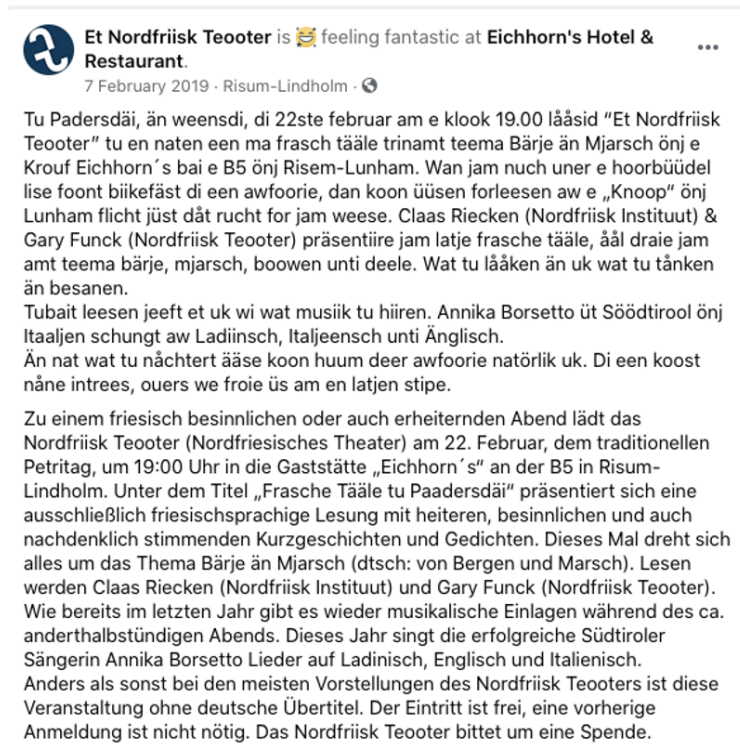 Et Nordfriisk Teooter is 😅 feeling fantastic at Eichhorn's Hotel &
Restaurant.
7 February 2019 · Risum-Lindholm ·
Tu Padersdäi, än weensdi, di 22ste februar am e klook 19.00 låâsid “Et Nordfriisk
Teooter” tu en naten een ma frasch tääle trinamt teema Bärje än Mjarsch önj e
Krouf Eichhorn´s bai e B5 önj Risem-Lunham. Wan jam nuch uner e hoorbüüdel
lise foont biikefäst di een awfoorie, dan koon üüsen forleesen aw e „Knoop“ önj
Lunham flicht jüst dåt rucht for jam weese. Claas Riecken (Nordfriisk Instituut) &
Gary Funck (Nordfriisk Teooter) präsentiire jam latje frasche tääle, åål draie jam
amt teema bärje, mjarsch, boowen unti deele. Wat tu lååken än uk wat tu tånken
än besanen.
Tubait leesen jeeft et uk wi wat musiik tu hiiren. Annika Borsetto üt Söödtirool önj
Itaaljen schungt aw Ladiinsch, Italjeensch unti Änglisch.
Än nat wat tu nåchtert ääse koon huum deer awfoorie natörlik uk. Di een koost
nåne intrees, ouers we froie üs am en latjen stipe.
Zu einem friesisch besinnlichen oder auch erheiternden Abend lädt das
Nordfriisk Teooter (Nordfriesisches Theater) am 22. Februar, dem traditionellen
Petritag, um 19:00 Uhr in die Gaststätte „Eichhorn´s“ an der B5 in Risum-
Lindholm. Unter dem Titel „Frasche Tääle tu Paadersdäi“ präsentiert sich eine
ausschließlich friesischsprachige Lesung mit heiteren, besinnlichen und auch
nachdenklich stimmenden Kurzgeschichten und Gedichten. Dieses Mal dreht sich
alles um das Thema Bärje än Mjarsch (dtsch: von Bergen und Marsch). Lesen
werden Claas Riecken (Nordfriisk Instituut) und Gary Funck (Nordfriisk Teooter).
Wie bereits im letzten Jahr gibt es wieder musikalische Einlagen während des ca.
anderthalbstündigen Abends. Dieses Jahr singt die erfolgreiche Südtiroler
Sängerin Annika Borsetto Lieder auf Ladinisch, Englisch und Italienisch.
Anders als sonst bei den meisten Vorstellungen des Nordfriisk Teooters ist diese
Veranstaltung ohne deutsche Übertitel. Der Eintritt ist frei, eine vorherige
Anmeldung ist nicht nötig. Das Nordfriisk Teooter bittet um eine Spende.